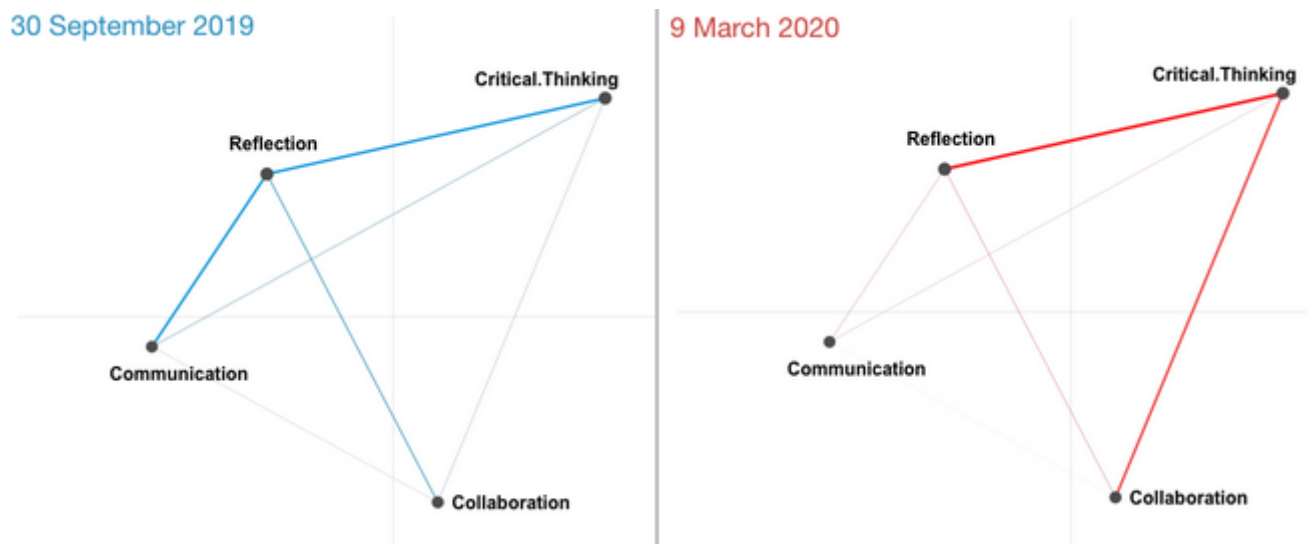 30 September 2019
Critical.Thinking
Reflection
Communication
Collaboration
9 March 2020
Critical.Thinking
Reflection
Communication
Collaboration